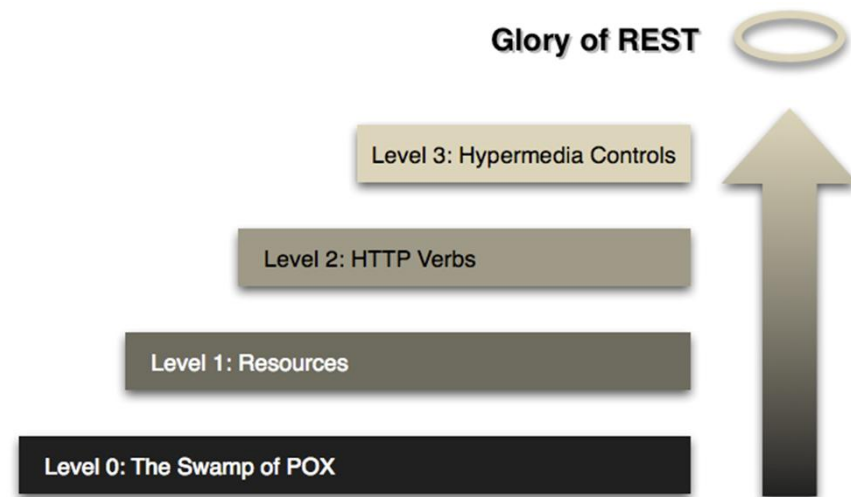 Glory of REST
Level 3: Hypermedia Controls
Level 2: HTTP Verbs
Level 1: Resources
Level 0: The Swamp of POX